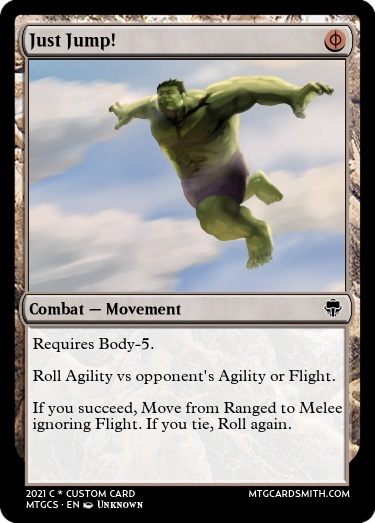 Just Jump!
Combat — Movement
Requires Body-5.
Roll Agility vs opponent's Agility or Flight.
If you succeed, Move from Ranged to Melee
ignoring Flight. If you tie, Roll again.
2021 C * CUSTOM CARD
MTGCS · EN Unknown
MTGCARDSMITH.COM